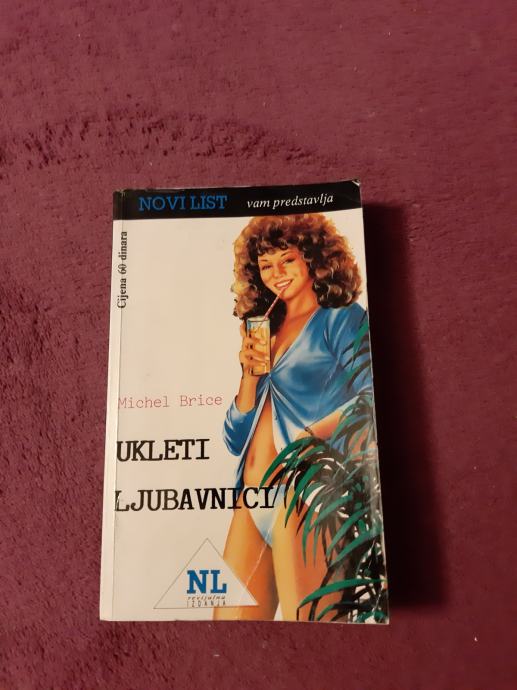 NOVI LIST vam predstavlja
Cijena 60 dinara
Michel Brice
UKLETI
LJUBAVNICI
NL
revijalna
IZDANJA